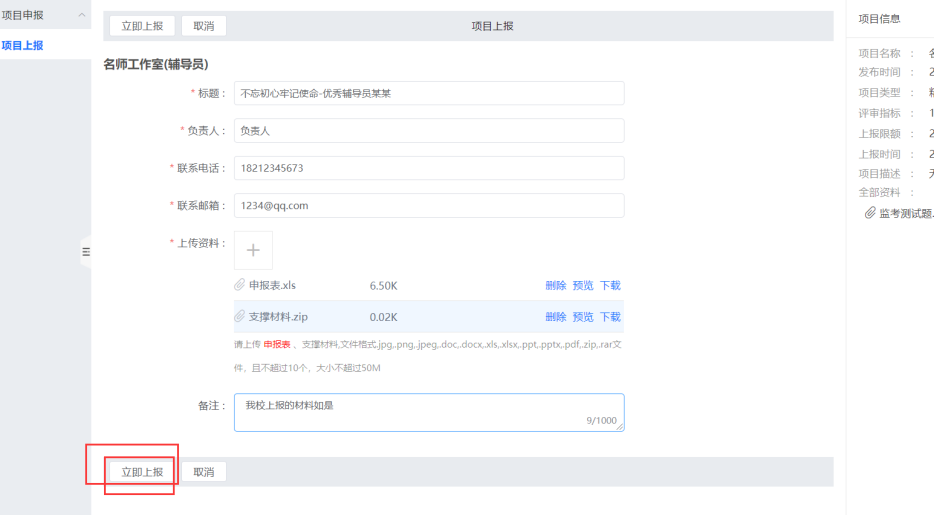 项目申报
项目上报
立即上报 取消 项目上报
名师工作室(辅导员)
* 标题： 不忘初心牢记使命-优秀辅导员某某
* 负责人： 负责人
* 联系电话： 18212345673
* 联系邮箱： 1234@qq.com
* 上传资料：
申报表.xls 6.50K 删除 预览 下载
支撑材料.zip 0.02K 删除 预览 下载
请上传 申报表 、支撑材料,文件格式.jpg,.png,.jpeg,.doc,.docx,.xls,.xlsx,.ppt,.pptx,.pdf,.zip,.rar文
件，且不超过10个，大小不超过50M
备注： 我校上报的材料如是
9/1000
立即上报 取消
项目信息
项目名称 ：
发布时间 ： 2
项目类型 ：
评审指标 ： 1
上报限额 ： 2
上报时间 ： 2
项目描述 ：
全部资料 ：
监考测试题.